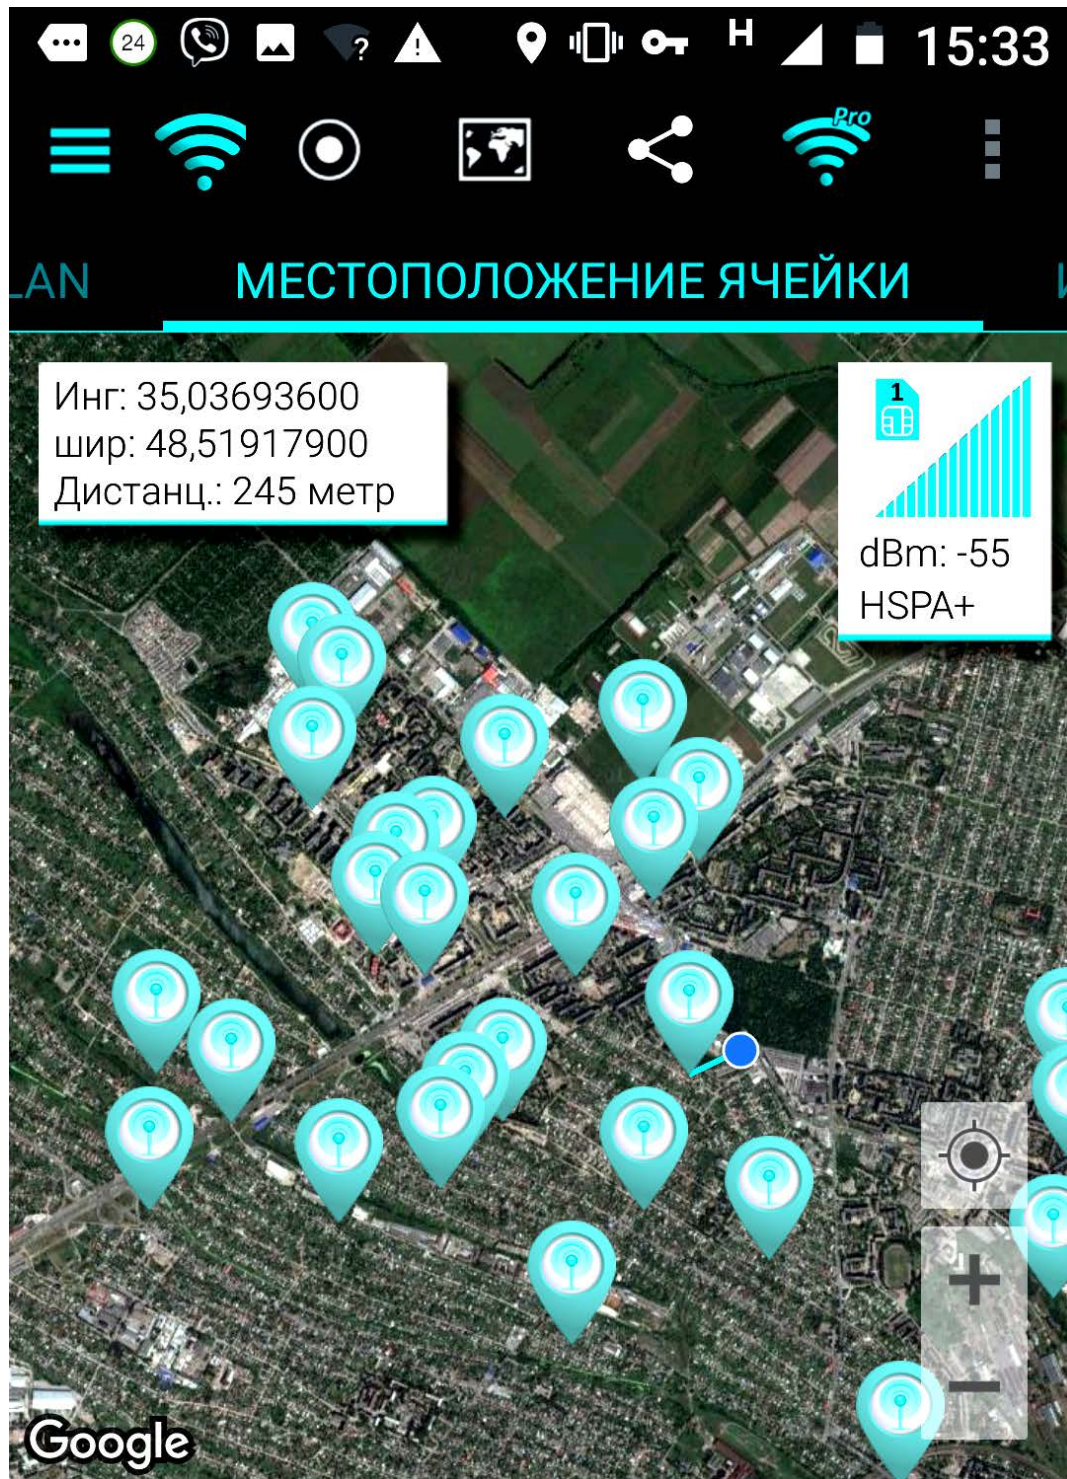 24
?
H
15:33
Pro
LAN
МЕСТОПОЛОЖЕНИЕ ЯЧЕЙКИ
И
Инг: 35,03693600
шир: 48,51917900
Дистанц.: 245 метр
1
dBm: -55
HSPA+
Google